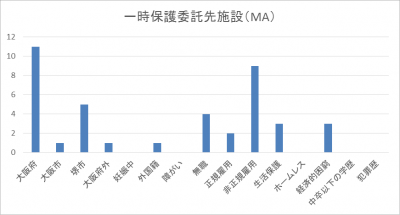 一時保護委託先施設（MA）
12
10
8
6
4
2
0
大阪府
大阪市
堺市
大阪府外
妊娠中
外国籍
障がい
無職
正規雇用
非正規雇用
生活保護
ホームレス
経済的困窮
中卒以下の学歴
犯罪歴